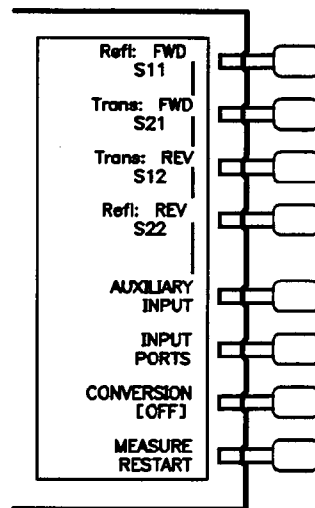 Refl: FWD
S11
Trans: FWD
S21
Trans: REV
S12
Refl: REV
S22
AUXILIARY
INPUT
INPUT
PORTS
CONVERSION
[OFF]
MEASURE
RESTART